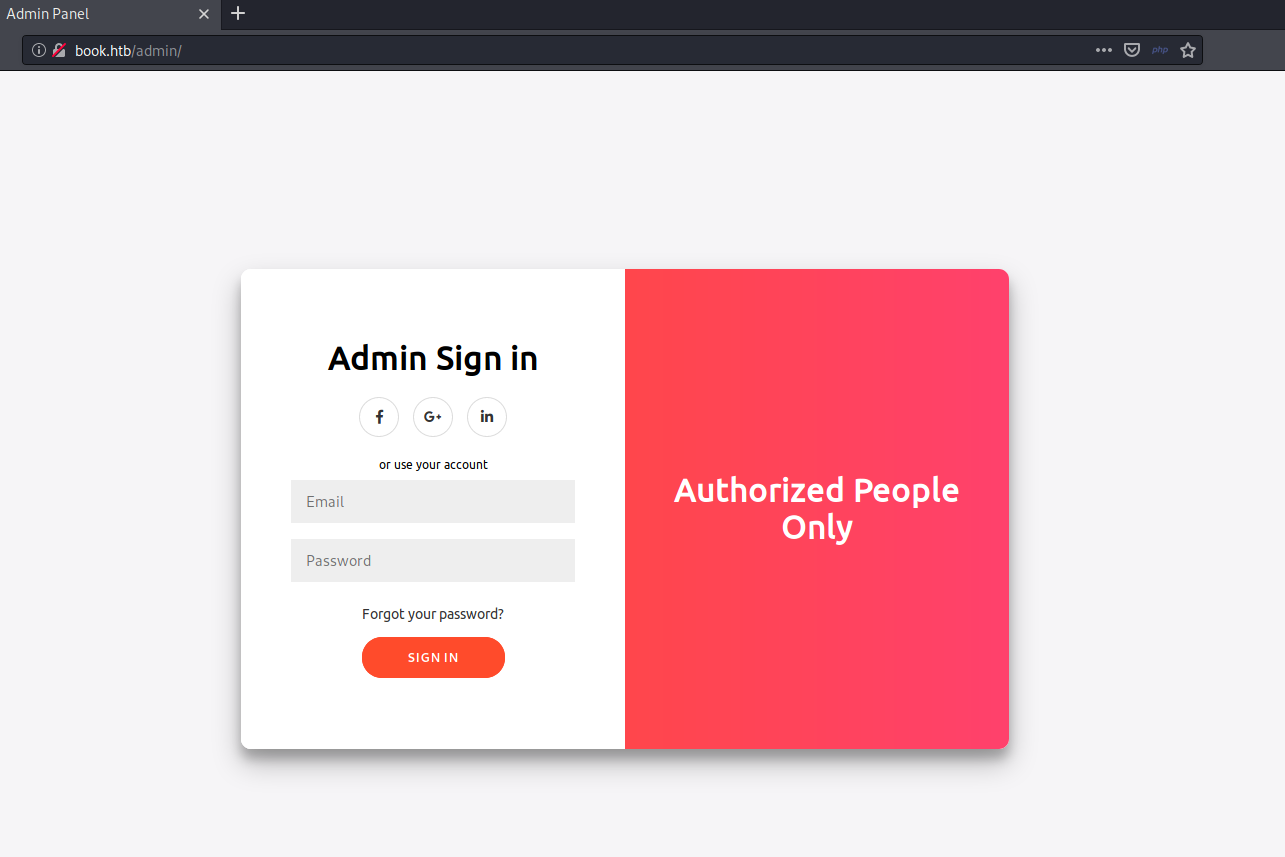 Admin Panel
book.htb/admin/
php
Admin Sign in
f
G+
in
or use your account
Email
Password
Forgot your password?
SIGN IN
Authorized People
Only